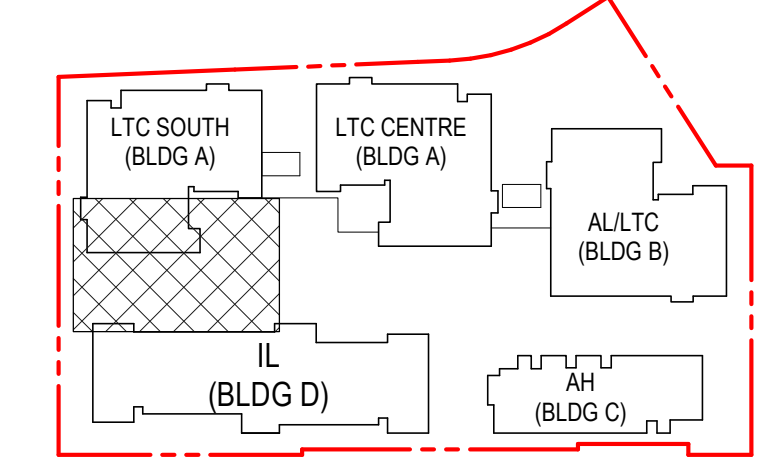 LTC SOUTH
(BLDG A)
LTC CENTRE
(BLDG A)
AL/LTC
(BLDG B)
IL
(BLDG D)
AH
(BLDG C)